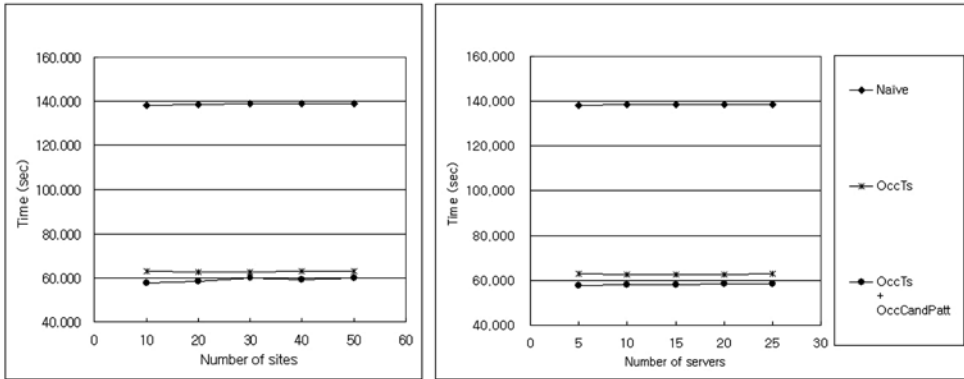 160.000
140.000
120.000
100.000
80.000
60.000
40.000
Time (sec)
0 10 20 30 40 50 60
Number of sites
160,000
140,000
120,000
100,000
80,000
60,000
40,000
Time (sec)
0 5 10 15 20 25 30
Number of servers
Naïve
OccTs
OccTs
+
OccCandPatt